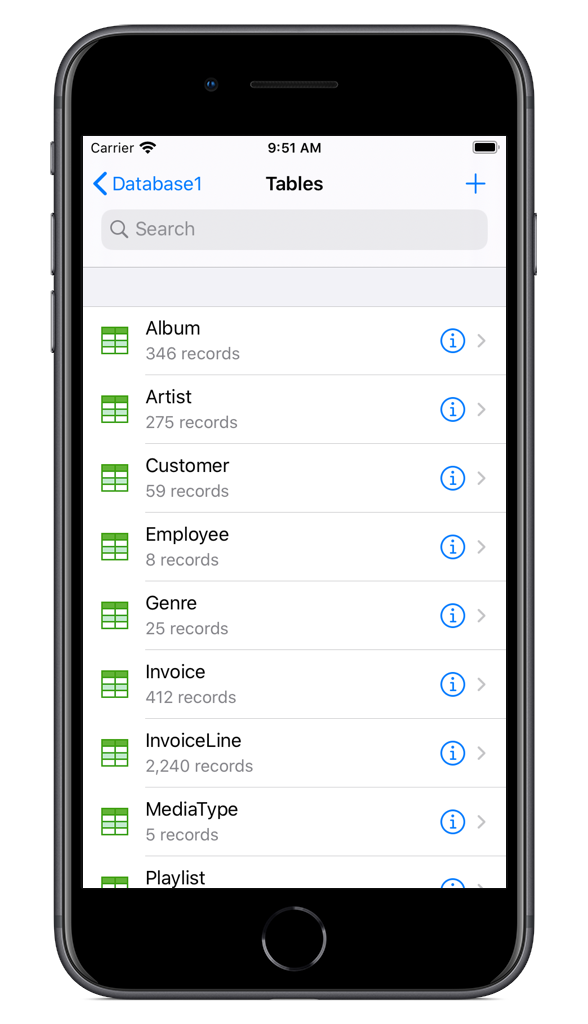 Carrier 9:51 AM
Database1 Tables +
Search
Album
346 records
Artist
275 records
Customer
59 records
Employee
8 records
Genre
25 records
Invoice
412 records
InvoiceLine
2,240 records
MediaType
5 records
Playlist